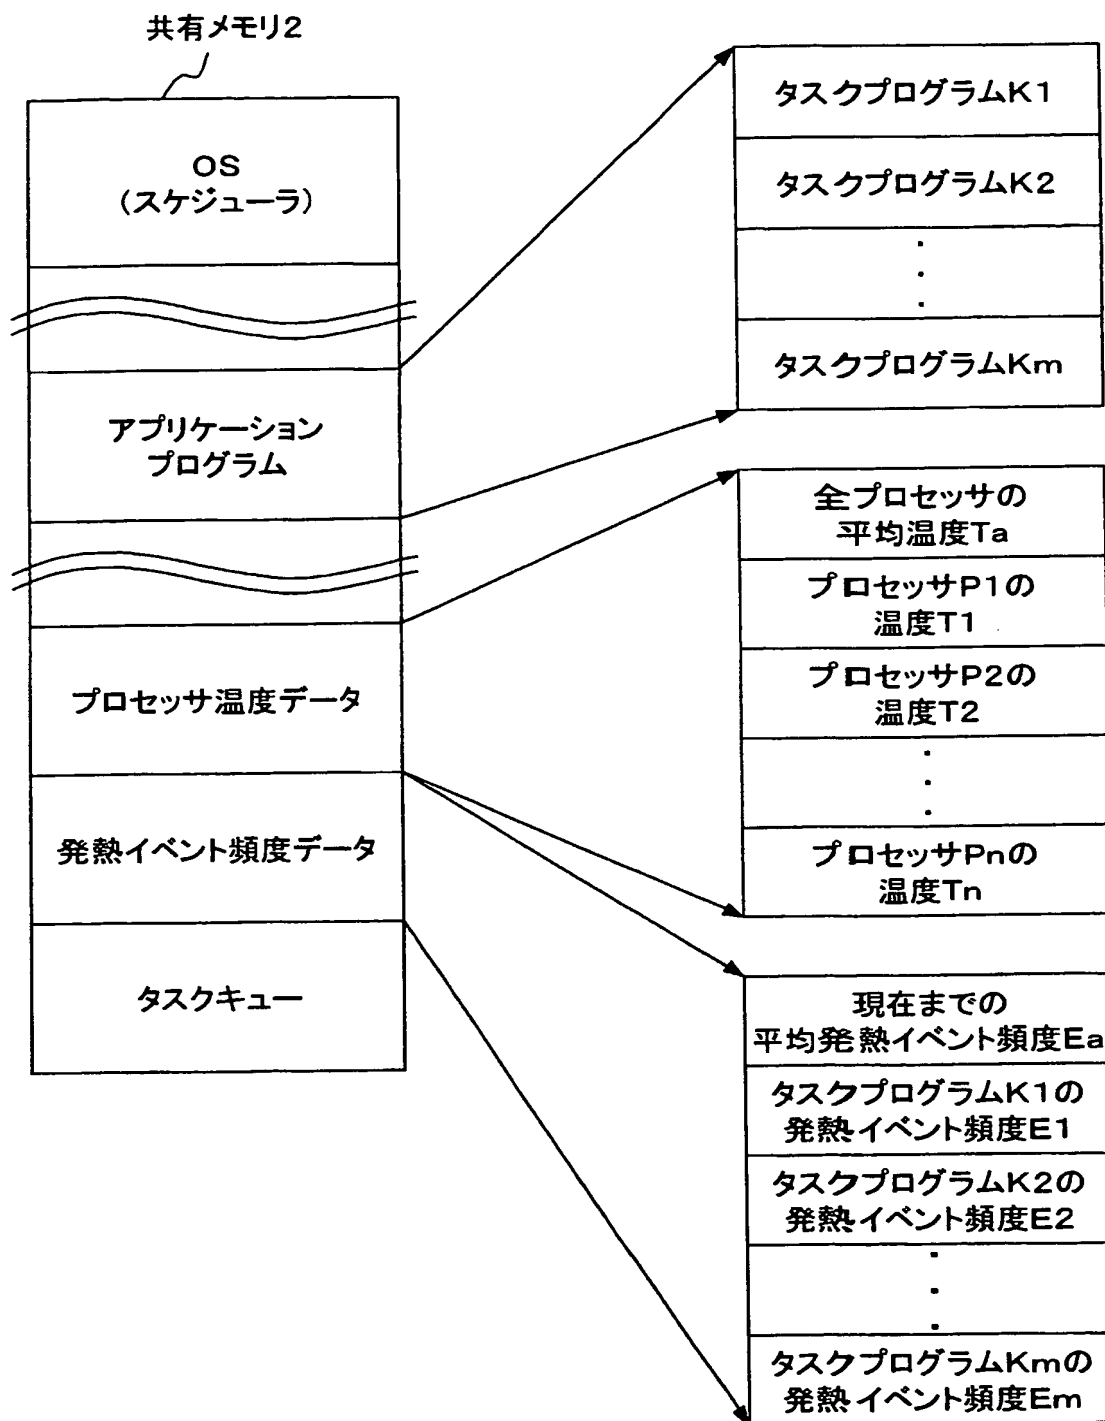 共有メモリ2
OS
(スケジューラ)
アプリケーション
プログラム
プロセッサ温度データ
発熱イベント頻度データ
タスクキュー
タスクプログラムK1
タスクプログラムK2
タスクプログラムKm
全プロセッサの
平均温度Ta
プロセッサP1の
温度T1
プロセッサP2の
温度T2
プロセッサPnの
温度Tn
現在までの
平均発熱イベント頻度Ea
タスクプログラムK1の
発熱イベント頻度E1
タスクプログラムK2の
発熱イベント頻度E2
タスクプログラムKmの
発熱イベント頻度Em